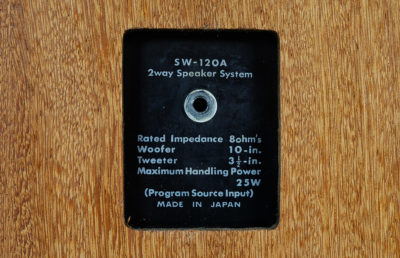 SW-120A
2way Speaker System
Rated Impedance 8ohm's
Woofer 10-in.
Tweeter 3½-in.
Maximum Handling Power
25W
(Program Source Input)
MADE IN JAPAN